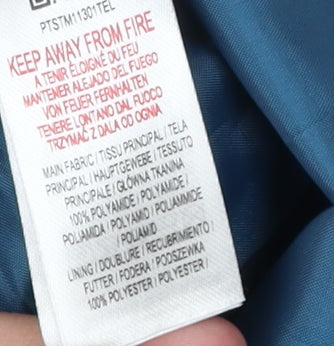 PTSTM11301TEL
KEEP AWAY FROM FIRE
A TENIR ÉLOIGNÉ DU FEU
MANTENER ALEJADO DEL FUEGO
VON FEUER FERNHALTEN
TENERE LONTANO DAL FUOCO
TRZYMAĆ Z DALA OD OGNIA
MAIN FABRIC / TISSU PRINCIPAL / TELA
PRINCIPAL / HAUPTGEWEBE / TESSUTO
PRINCIPALE / GŁÓWNA TKANINA
100% POLYAMIDE / POLYAMIDE /
POLIAMIDA / POLYAMID / POLIAMMIDE
/ POLIAMID
LINING / DOUBLURE / RECUBRIMIENTO /
FUTTER / FODERA / PODSZEWKA
100% POLYESTER / POLYESTER /